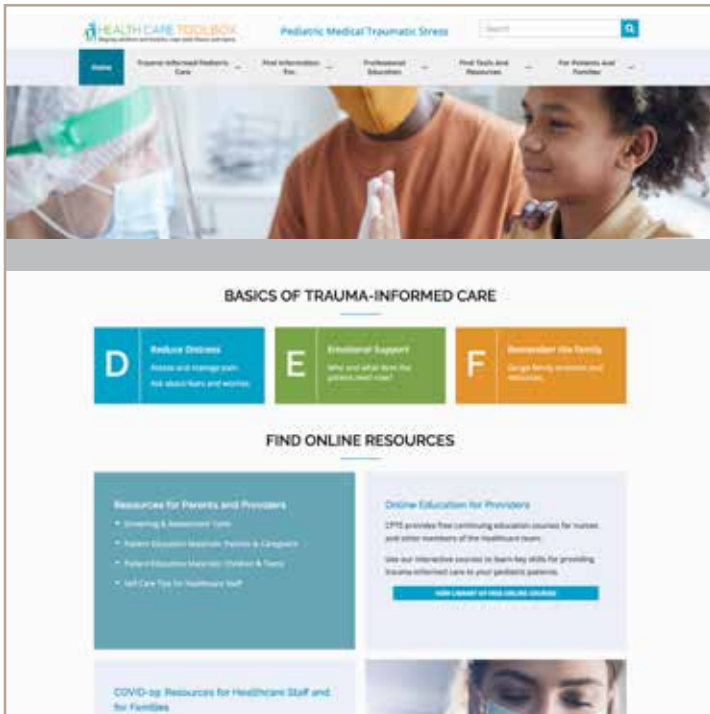 HEALTH CARE TOOLBOX
Pediatric Medical Traumatic Stress
Search
Home
Trauma-Informed Pediatric
Care
Find Information
For...
Professional
Education
Find Tools And
Resources
For Patients And
Families
BASICS OF TRAUMA-INFORMED CARE
D
Reduce Distress
Assess and manage pain.
Ask about fears and worries.
E
Emotional Support
Who and what does the
patient need now?
F
Remember the Family
Gauge family stressors and
resources.
FIND ONLINE RESOURCES
Resources for Parents and Providers
Screening & Assessment Tools
Patient Education Materials: Parents & Caregivers
Patient Education Materials: Children & Teens
Self Care Tips for Healthcare Staff
Online Education for Providers
CPTS provides free continuing education courses for nurses
and other members of the healthcare team.
Use our interactive courses to learn key skills for providing
trauma-informed care to your pediatric patients.
VIEW LIBRARY OF FREE ONLINE COURSES
COVID-19: Resources for Healthcare Staff and
for Families